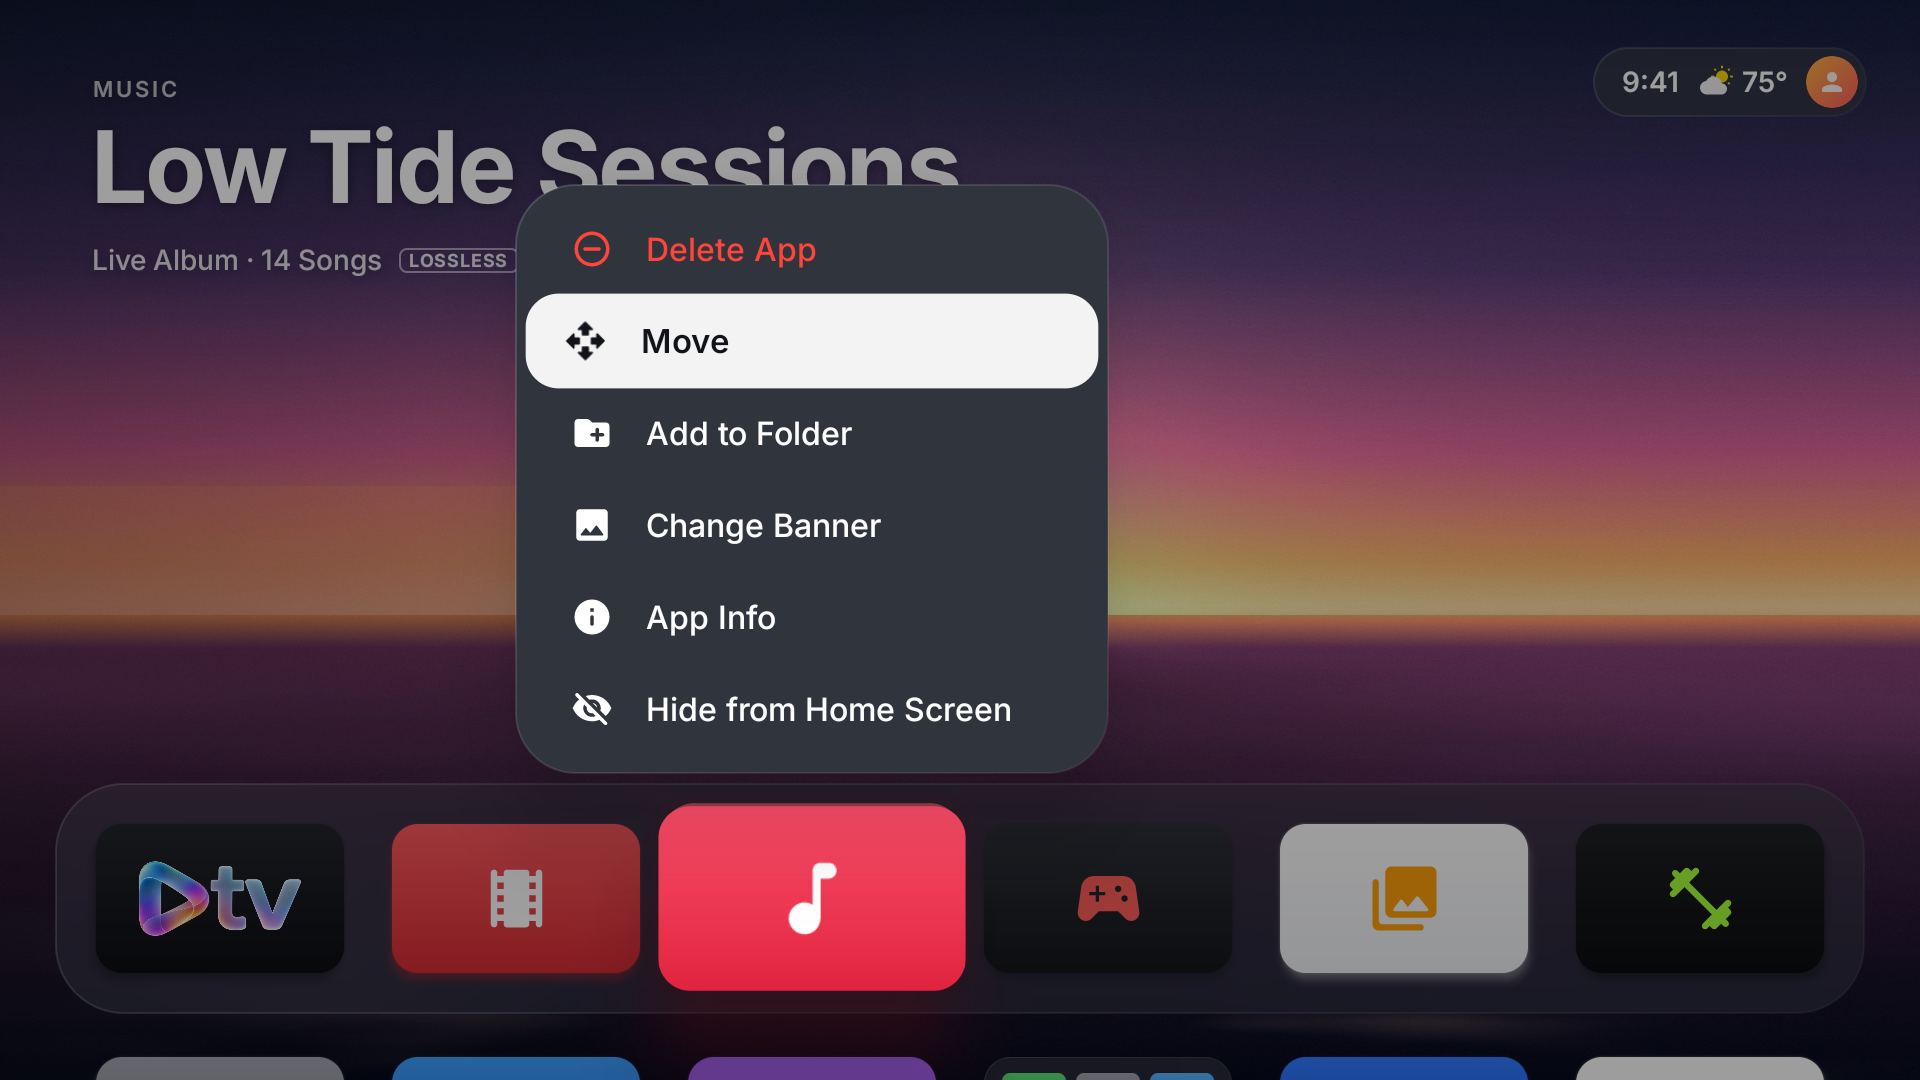 MUSIC
Low Tide Sessions
Live Album · 14 Songs LOSSLESS
9:41 75°
Delete App
Move
Add to Folder
Change Banner
App Info
Hide from Home Screen
tv